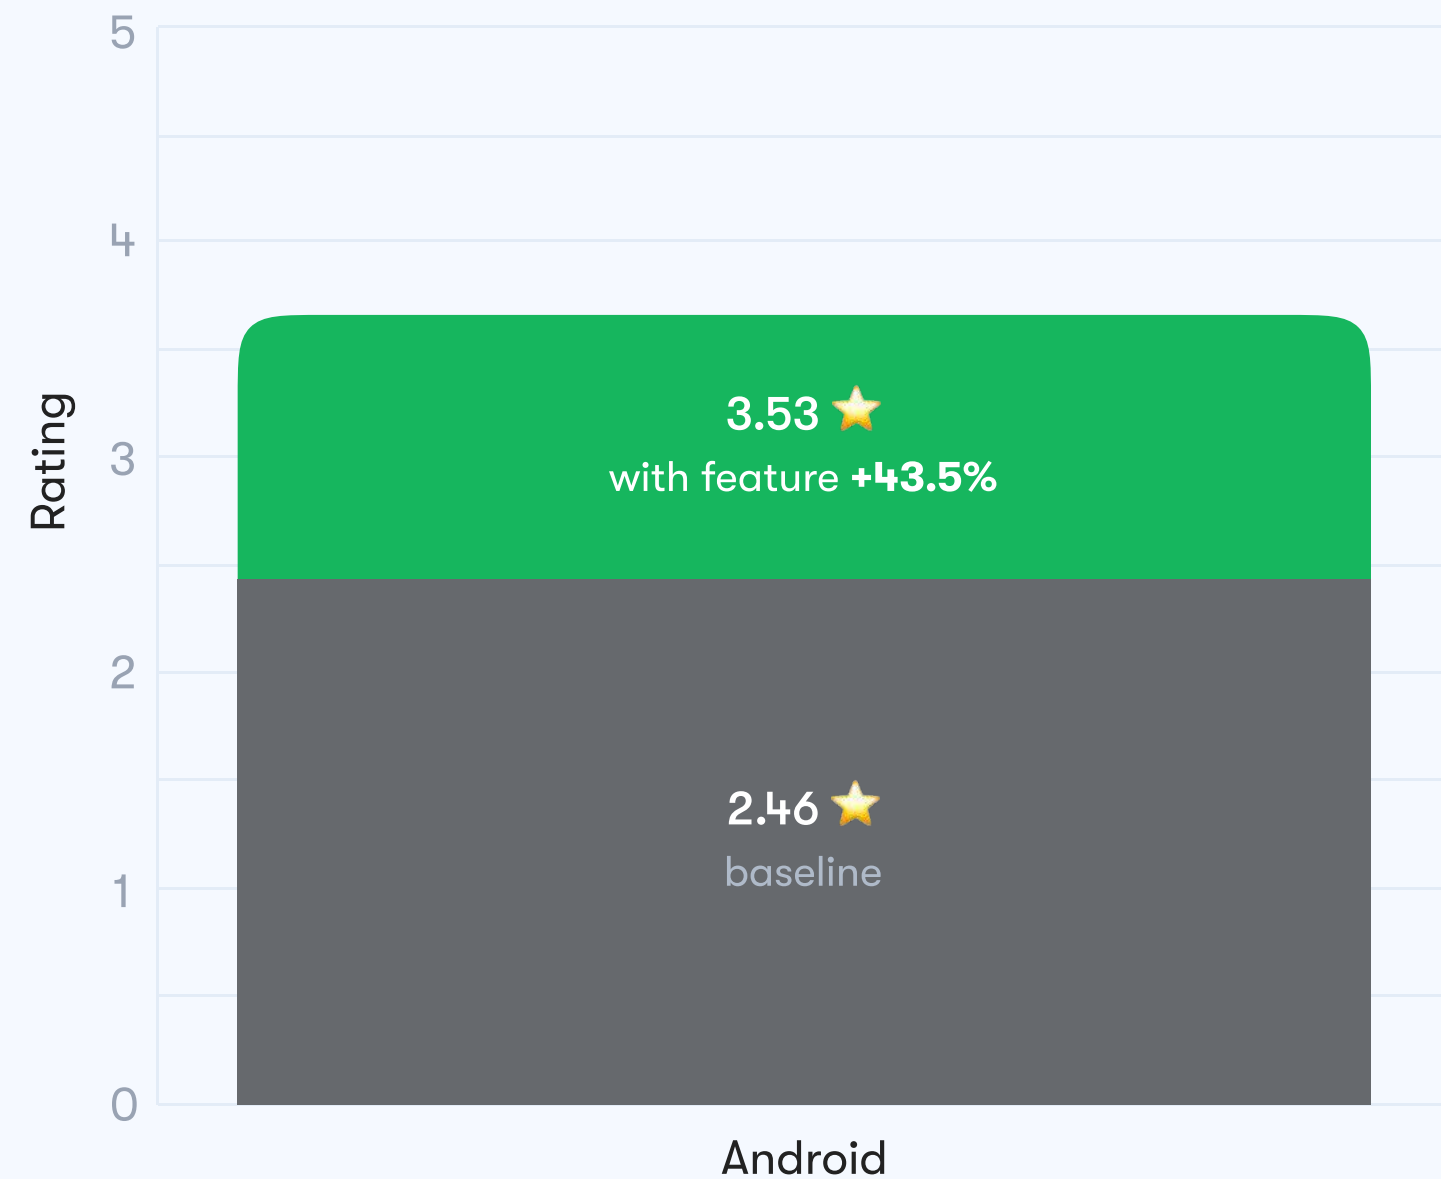 5
4
3
2
1
0
Rating
3.53 ⭐
with feature +43.5%
2.46 ⭐
baseline
Android